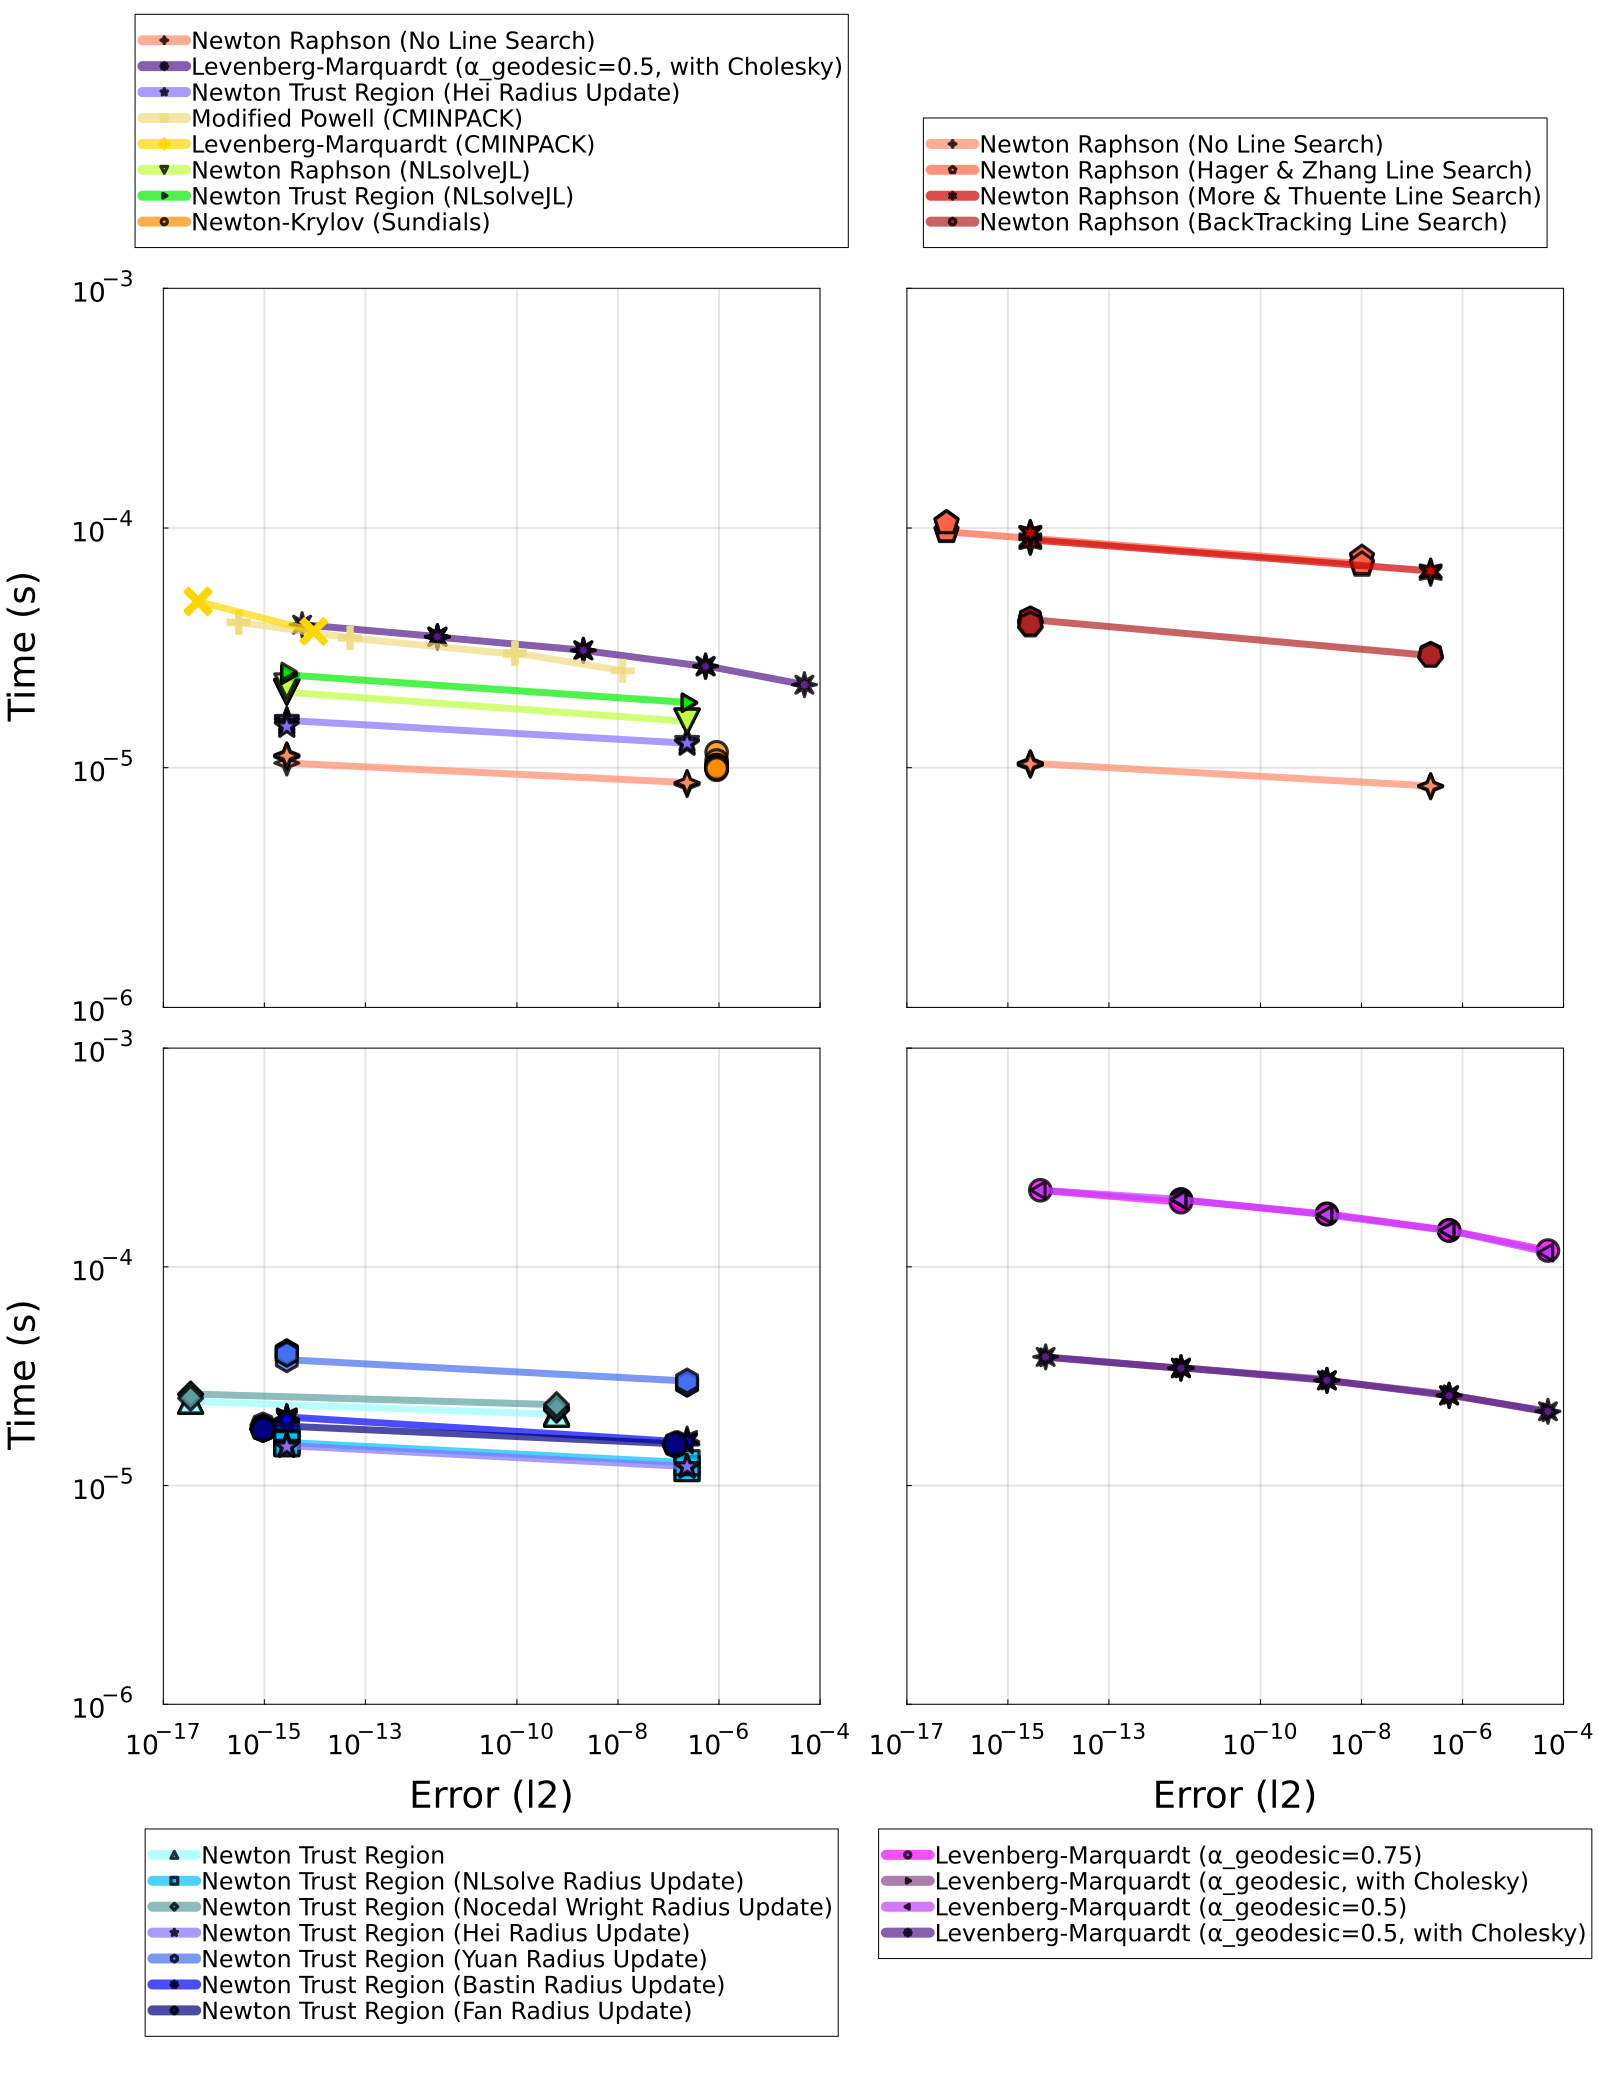 Newton Raphson (No Line Search)
Levenberg-Marquardt (α_geodesic=0.5, with Cholesky)
Newton Trust Region (Hei Radius Update)
Modified Powell (CMINPACK)
Levenberg-Marquardt (CMINPACK)
Newton Raphson (NLsolveJL)
Newton Trust Region (NLsolveJL)
Newton-Krylov (Sundials)
Newton Raphson (No Line Search)
Newton Raphson (Hager & Zhang Line Search)
Newton Raphson (More & Thuente Line Search)
Newton Raphson (BackTracking Line Search)
10⁻³
10⁻⁴
10⁻⁵
10⁻⁶
Time (s)
10⁻³
10⁻⁴
10⁻⁵
10⁻⁶
Time (s)
10⁻¹⁷ 10⁻¹⁵ 10⁻¹³ 10⁻¹⁰ 10⁻⁸ 10⁻⁶ 10⁻⁴
Error (l2)
10⁻¹⁷ 10⁻¹⁵ 10⁻¹³ 10⁻¹⁰ 10⁻⁸ 10⁻⁶ 10⁻⁴
Error (l2)
Newton Trust Region
Newton Trust Region (NLsolve Radius Update)
Newton Trust Region (Nocedal Wright Radius Update)
Newton Trust Region (Hei Radius Update)
Newton Trust Region (Yuan Radius Update)
Newton Trust Region (Bastin Radius Update)
Newton Trust Region (Fan Radius Update)
Levenberg-Marquardt (α_geodesic=0.75)
Levenberg-Marquardt (α_geodesic, with Cholesky)
Levenberg-Marquardt (α_geodesic=0.5)
Levenberg-Marquardt (α_geodesic=0.5, with Cholesky)